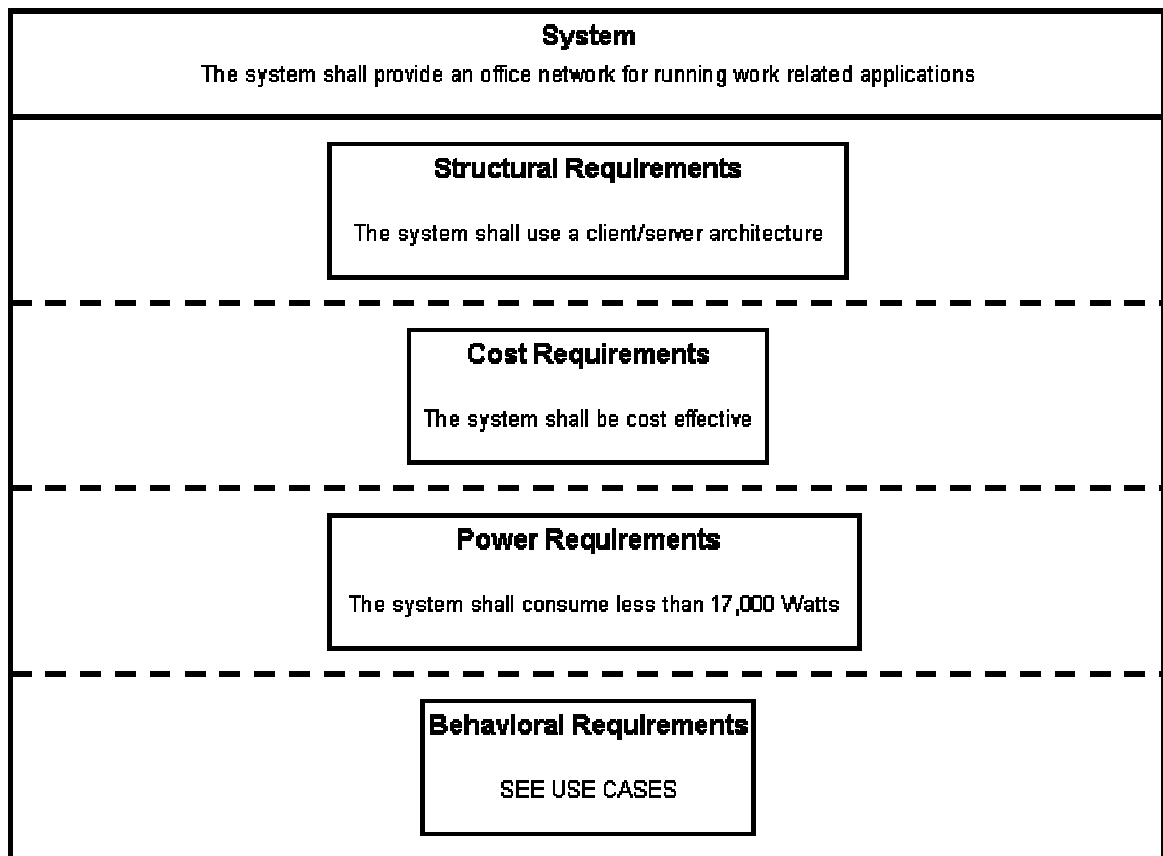 System
The system shall provide an office network for running work related applications
Structural Requirements
The system shall use a client/server architecture
Cost Requirements
The system shall be cost effective
Power Requirements
The system shall consume less than 17,000 Watts
Behavioral Requirements
SEE USE CASES